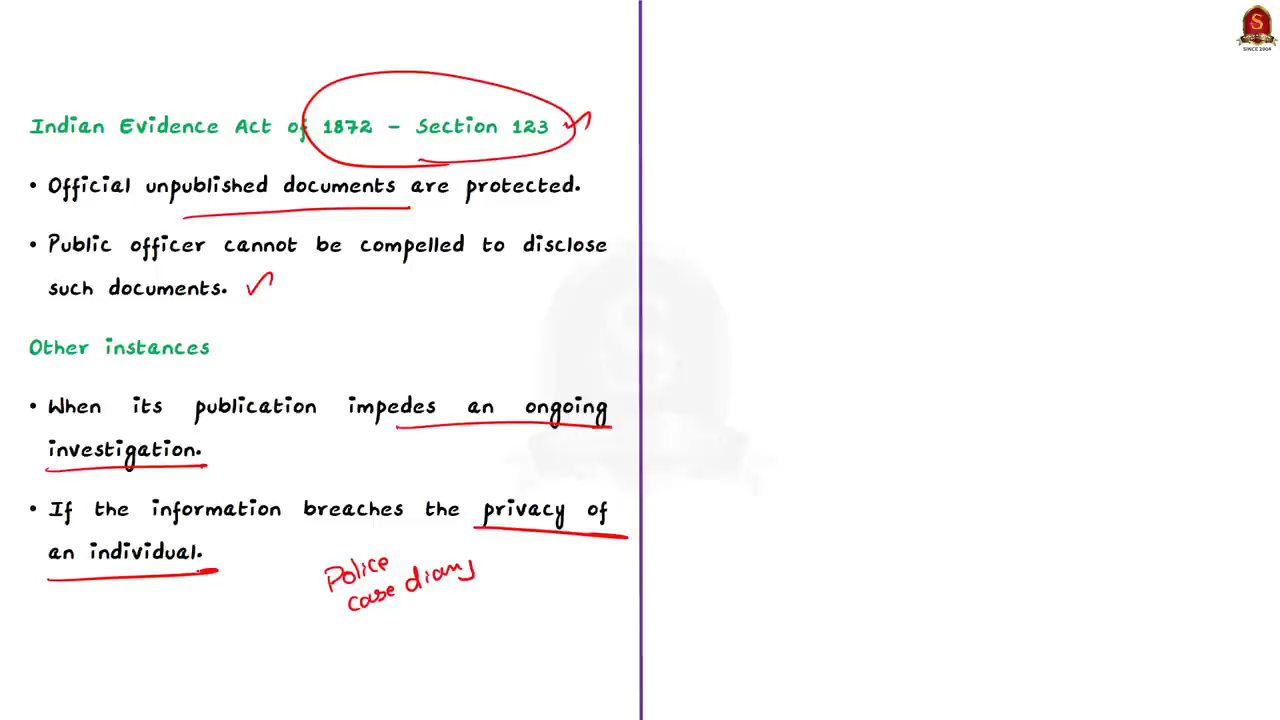 S
SINCE 2004
Indian Evidence Act of 1872 - Section 123
• Official unpublished documents are protected.
• Public officer cannot be compelled to disclose
such documents.
Other instances
• When its publication impedes an ongoing
investigation.
• If the information breaches the privacy of
an individual.
Police
case diary